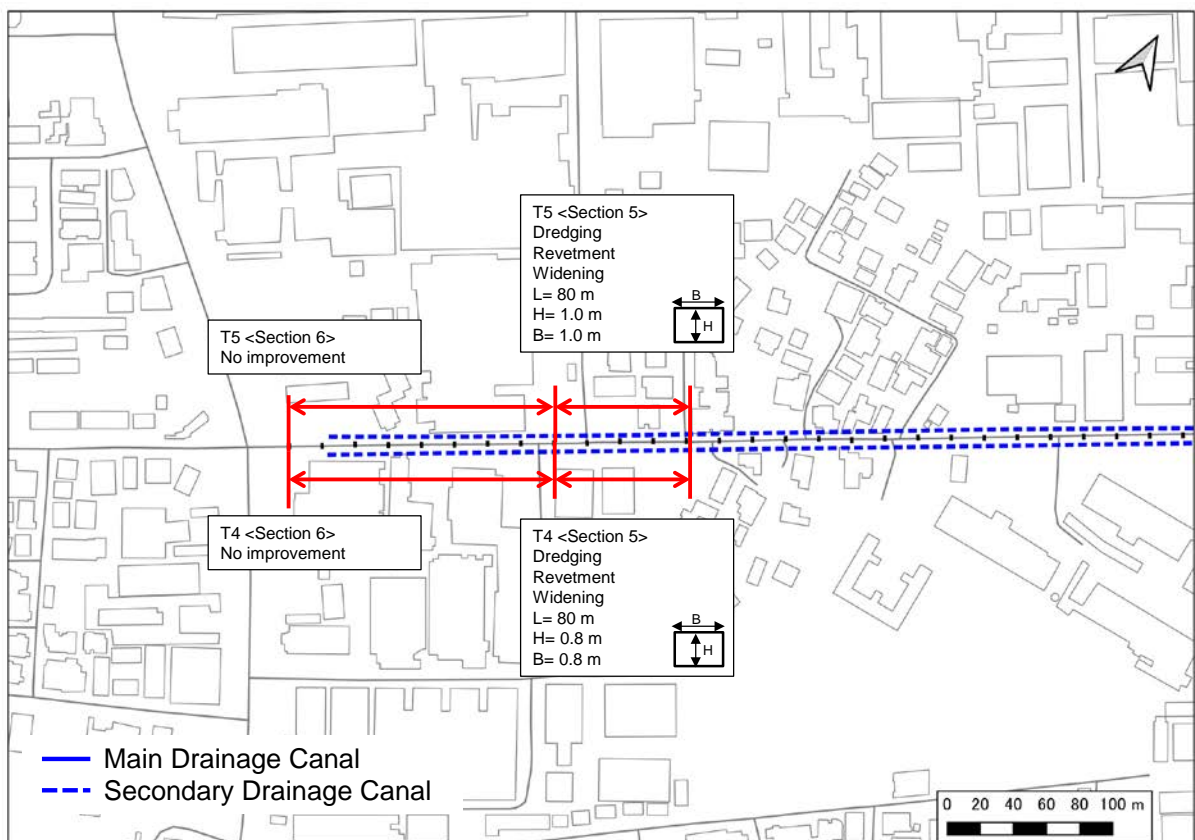 T5 <Section 5>
Dredging
Revetment
Widening
L= 80 m
H= 1.0 m
B= 1.0 m
B
H
T5 <Section 6>
No improvement
T4 <Section 6>
No improvement
T4 <Section 5>
Dredging
Revetment
Widening
L= 80 m
H= 0.8 m
B= 0.8 m
B
H
Main Drainage Canal
Secondary Drainage Canal
0 20 40 60 80 100 m